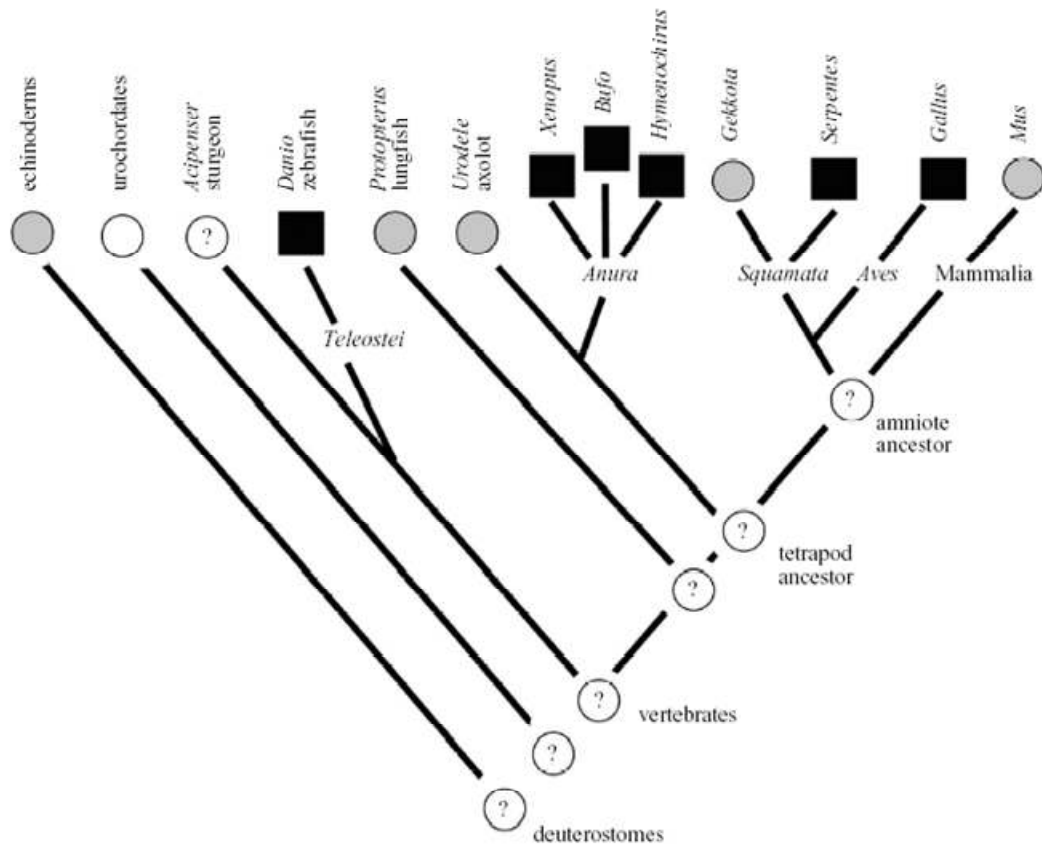 echinoderms
urochordates
Acipenser
sturgeon
Danio
zebrafish
Protopterus
lungfish
Urodele
axolot
Xenopus
Bufo
Hymenochirus
Gekkota
Serpentes
Gallus
Mus
?
Anura
Squamata
Aves
Mammalia
Teleostei
?
amniote
ancestor
?
tetrapod
ancestor
?
?
vertebrates
?
?
deuterostomes